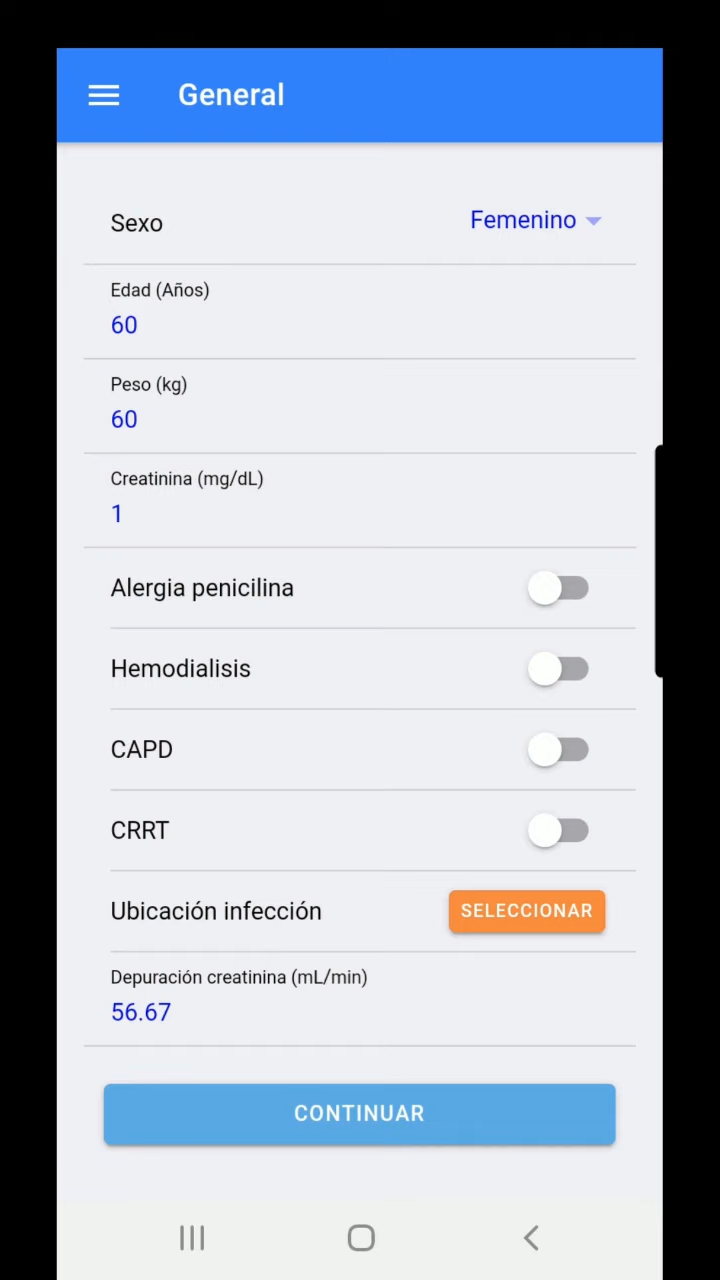 General
Sexo
Femenino
Edad (Años)
60
Peso (kg)
60
Creatinina (mg/dL)
1
Alergia penicilina
Hemodialisis
CAPD
CRRT
Ubicación infección
SELECCIONAR
Depuración creatinina (mL/min)
56.67
CONTINUAR